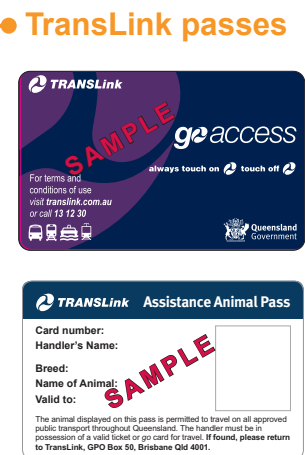 TransLink passes
TRANSLink
SAMPLE
go access
always touch on touch off
For terms and
conditions of use
visit translink.com.au
or call 13 12 30
Queensland
Government
TRANSLink Assistance Animal Pass
Card number:
Handler's Name:
Breed:
Name of Animal:
Valid to:
SAMPLE
The animal displayed on this pass is permitted to travel on all approved
public transport throughout Queensland. The handler must be in
possession of a valid ticket or go card for travel. If found, please return
to TransLink, GPO Box 50, Brisbane Qld 4001.